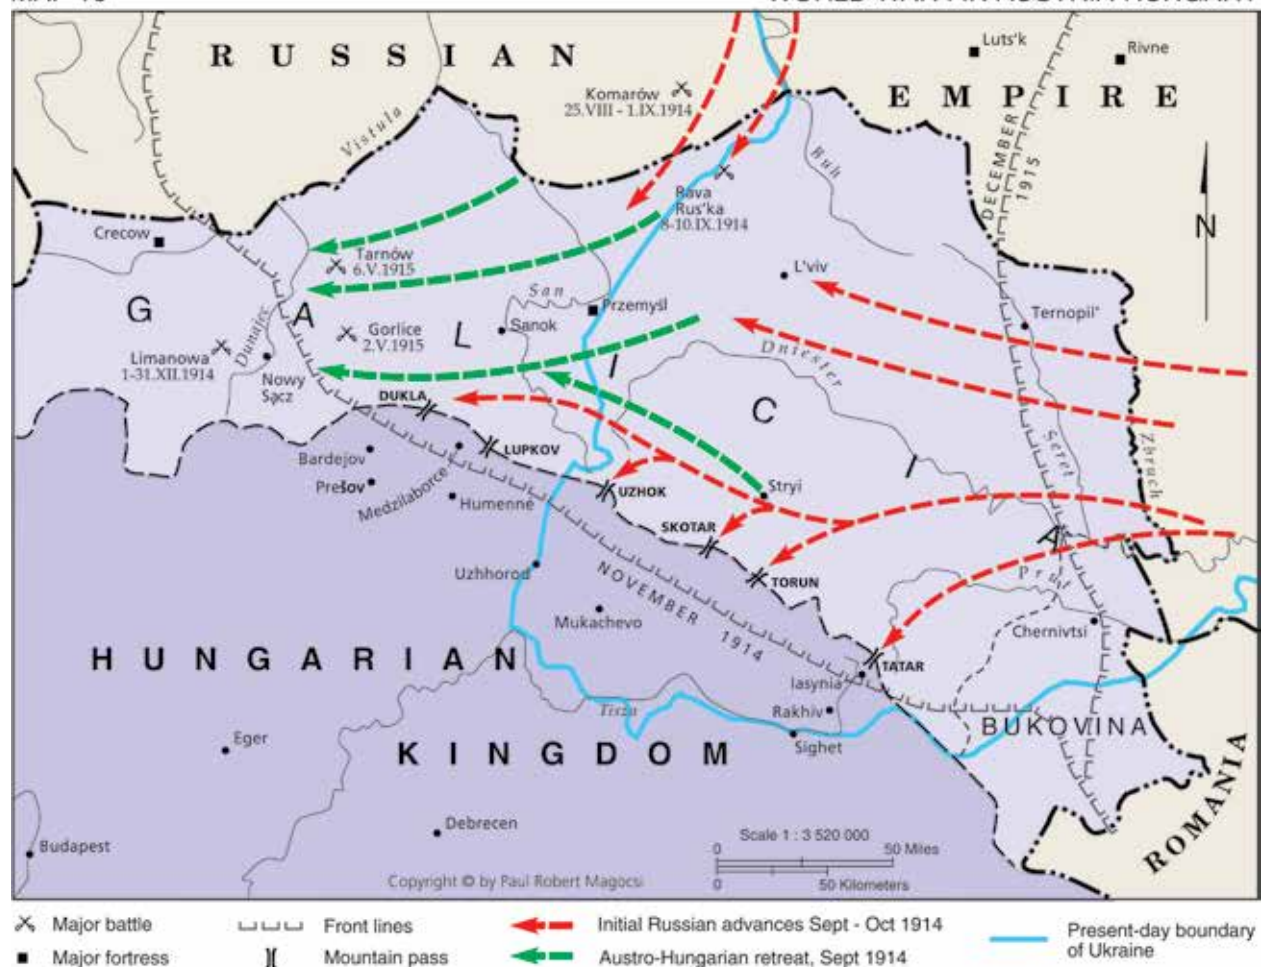 RUSSIAN
EMPIRE
Luts'k
Rivne
Komarów
25.VIII - 1.IX.1914
Vistula
Buh
DECEMBER
1915
N
Rava
Rus'ka
8-10.IX.1914
Crecow
Tarnów
6.V.1915
L'viv
GALICIA
San
Przemyśl
Ternopil'
Dunajec
Gorlice
2.V.1915
Sanok
Limanowa
1-31.XII.1914
Nowy
Sącz
Dniester
DUKLA
Seret
Zbruch
Bardejov
LUPKOV
Prešov
Medzilaborce
Humenné
UZHOK
Stryi
SKOTAR
Uzhhorod
TORUN
Prut
NOVEMBER 1914
Mukachevo
Chernivtsi
HUNGARIAN
TATAR
Iasynia
Rakhiv
Tisza
BUKOVINA
Eger
KINGDOM
Sighet
ROMANIA
Debrecen
Budapest
Scale 1 : 3 520 000
0 50 Miles
0 50 Kilometers
Copyright © by Paul Robert Magocsi
Major battle
Front lines
Initial Russian advances Sept - Oct 1914
Present-day boundary
of Ukraine
Major fortress
Mountain pass
Austro-Hungarian retreat, Sept 1914